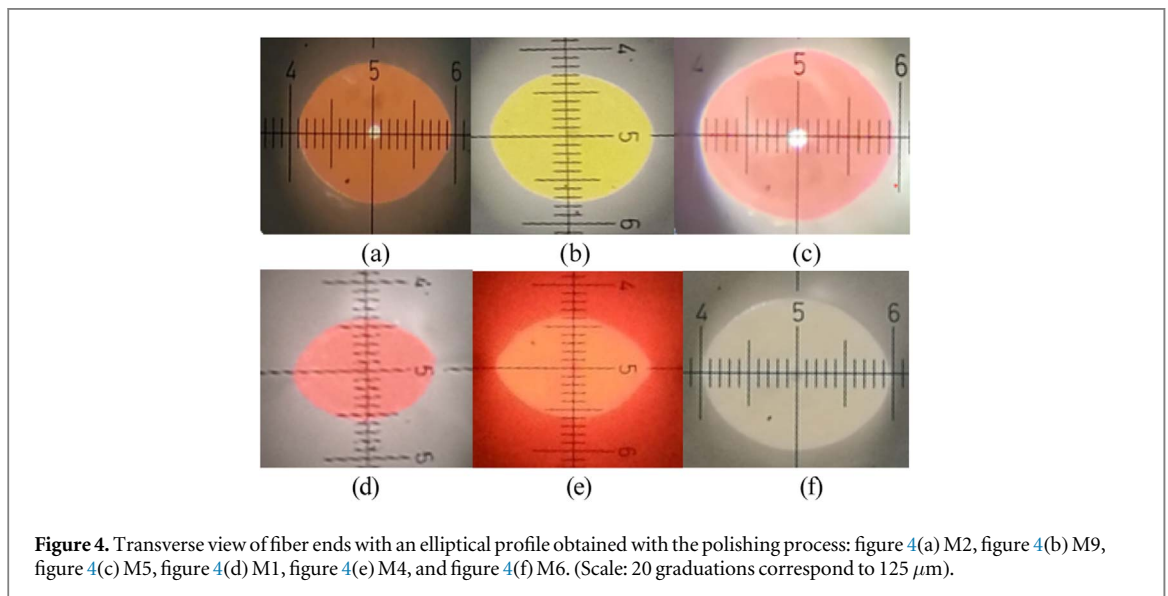 4 5 6
4
5
6
4 5 6
(a) (b) (c)
4
5
4
5
6
4 5 6
(d) (e) (f)
Figure 4. Transverse view of fiber ends with an elliptical profile obtained with the polishing process: figure 4(a) M2, figure 4(b) M9,
figure 4(c) M5, figure 4(d) M1, figure 4(e) M4, and figure 4(f) M6. (Scale: 20 graduations correspond to 125 μm).